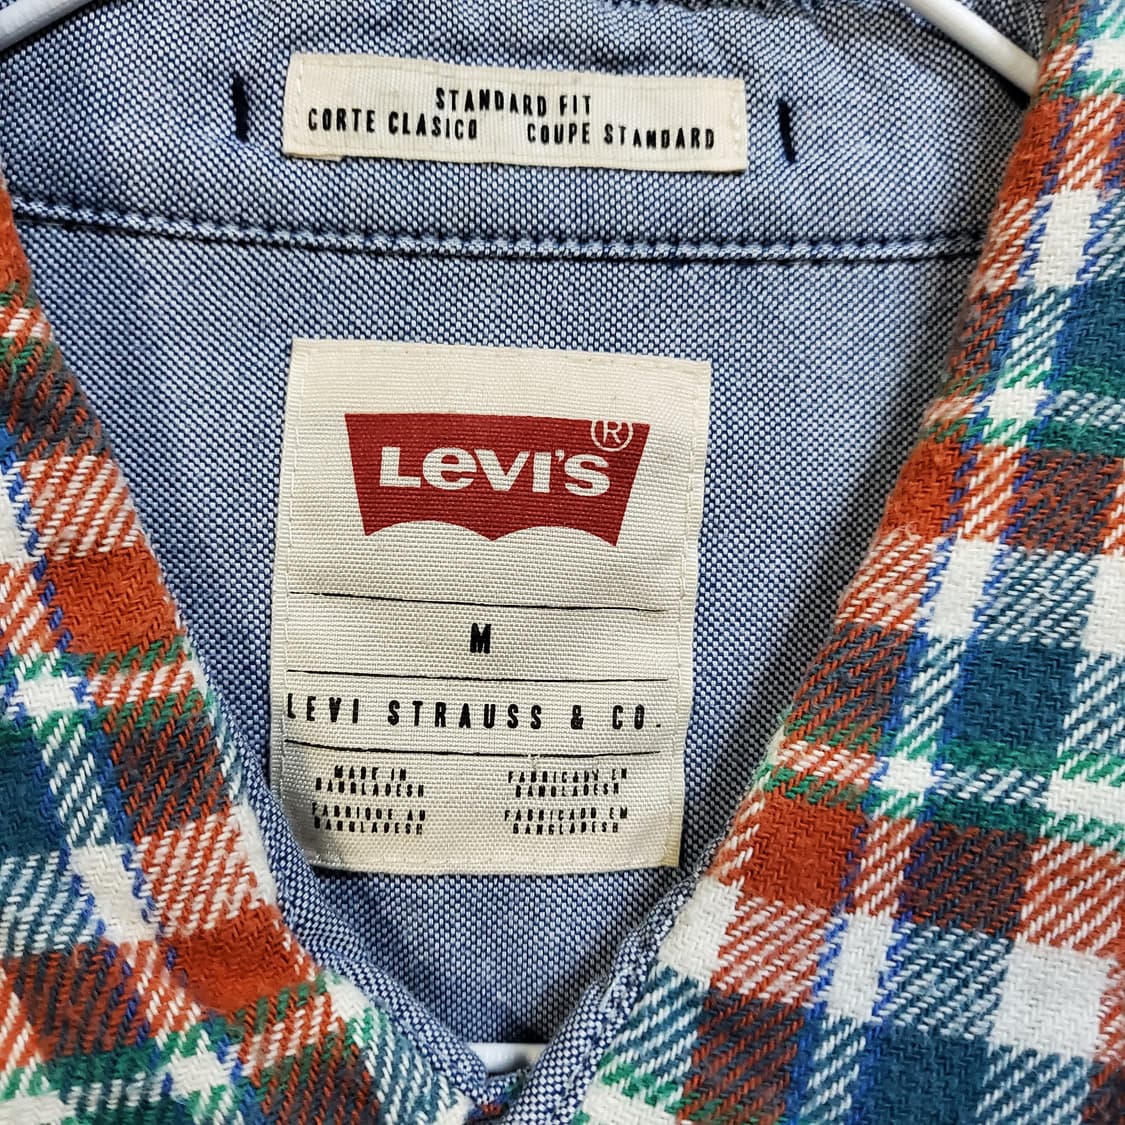 STANDARD FIT
CORTE CLASICO COUPE STANDARD
LEVI'S®
M
LEVI STRAUSS & CO.
MADE IN
BANGLADESH
FABRICADO EN
BANGLADESH
FABRIQUE AU
BANGLADESH
FABRICADO EM
BANGLADESH